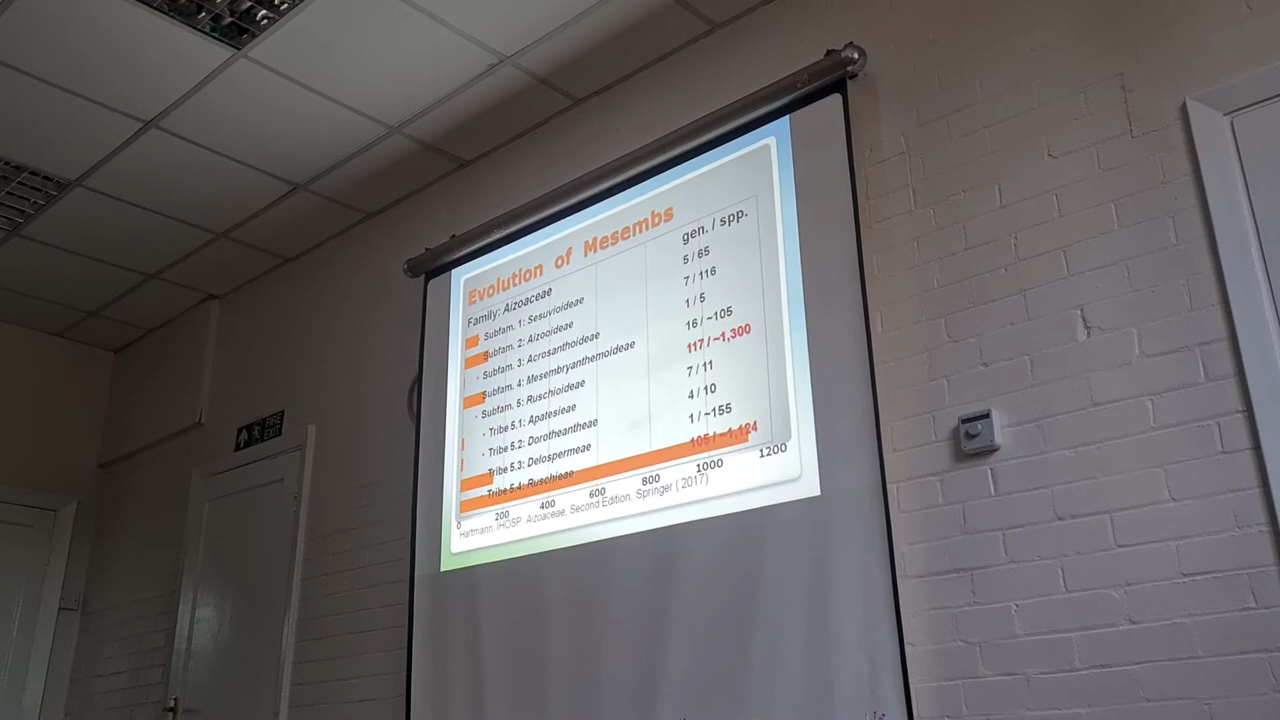 Evolution of Mesembs
gen. / spp.
Family: Aizoaceae
Subfam. 1: Sesuvioideae 5 / 65
Subfam. 2: Aizooideae 7 / 116
Subfam. 3: Acrosanthoideae 1 / 5
Subfam. 4: Mesembryanthemoideae 16 / ~105
Subfam. 5: Ruschioideae 117 / ~1,300
Tribe 5.1: Apatesieae 7 / 11
Tribe 5.2: Dorotheantheae 4 / 10
Tribe 5.3: Delospermeae 1 / ~155
Tribe 5.4: Ruschieae 105 / ~1,124
0 200 400 600 800 1000 1200
Hartmann, IHOSP Aizoaceae, Second Edition, Springer ( 2017)
FIRE
EXIT